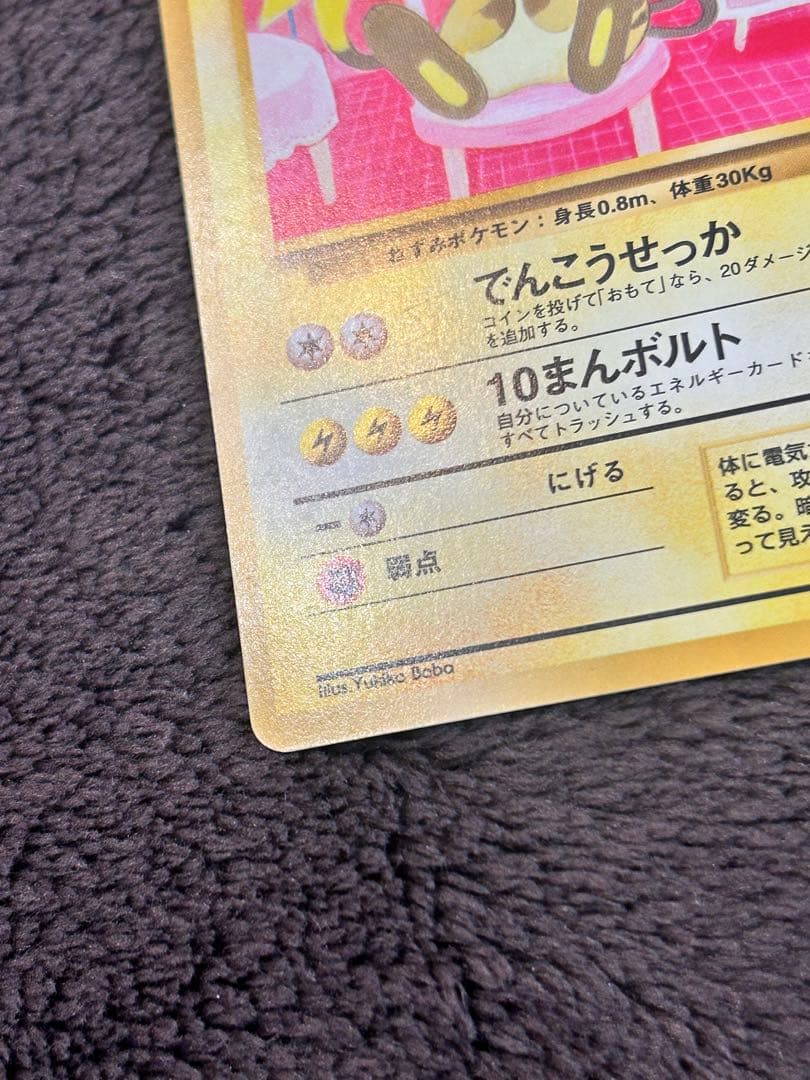 ねずみポケモン：身長0.8m、体重30Kg
でんこうせっか
コインを投げて「おもて」なら、20ダメージ
を追加する。
10まんボルト
自分についているエネルギーカード
すべてトラッシュする。
にげる
弱点
体に電気
ると、攻
変る。暗
って見え
Illus.Yuhiko Baba